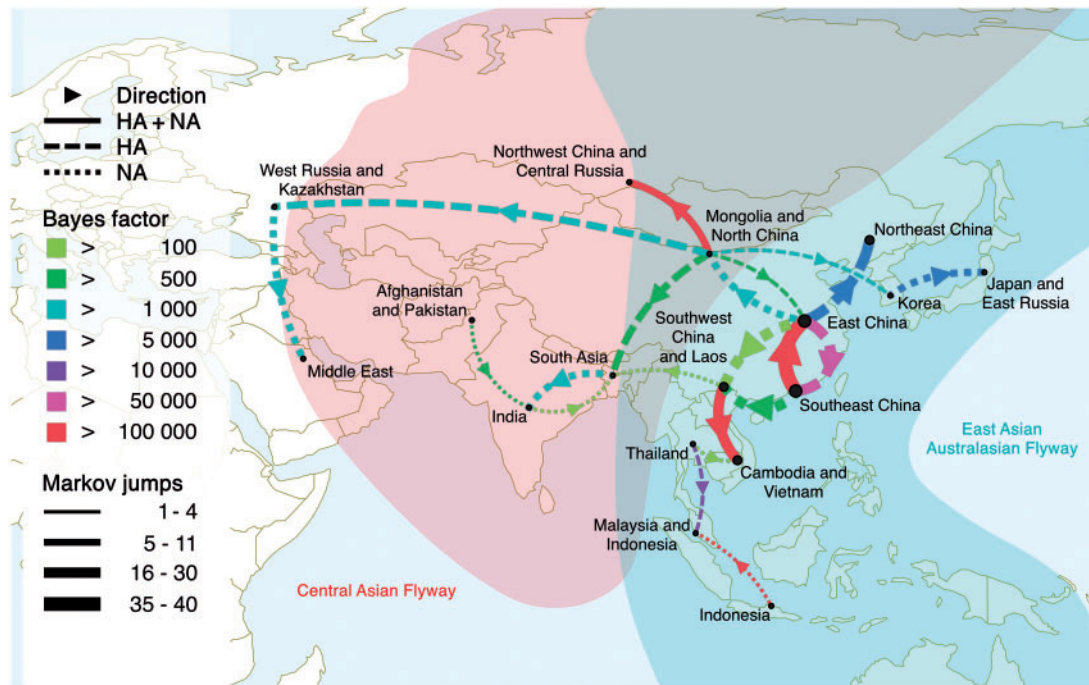 Direction
HA + NA
HA
NA
Bayes factor
> 100
> 500
> 1 000
> 5 000
> 10 000
> 50 000
> 100 000
Markov jumps
1 - 4
5 - 11
16 - 30
35 - 40
West Russia and
Kazakhstan
Northwest China and
Central Russia
Mongolia and
North China
Northeast China
Afghanistan
and Pakistan
Middle East
South Asia
India
Southwest
China
and Laos
East China
Korea
Japan and
East Russia
Southeast China
Thailand
Cambodia and
Vietnam
Malaysia and
Indonesia
Indonesia
East Asian
Australasian Flyway
Central Asian Flyway